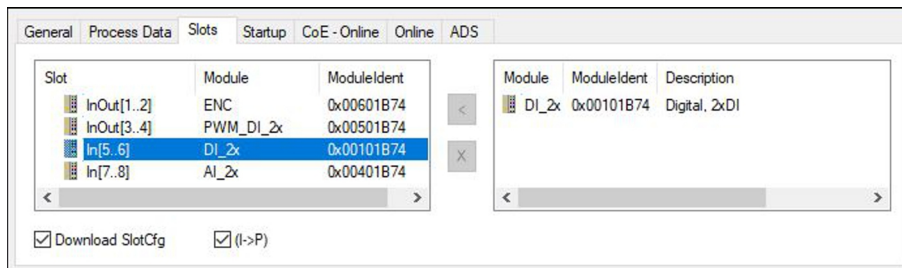 General Process Data Slots Startup CoE - Online Online ADS
Slot Module ModuleIdent
InOut[1..2] ENC 0x00601B74
InOut[3..4] PWM_DI_2x 0x00501B74
In[5..6] DI_2x 0x00101B74
In[7..8] AI_2x 0x00401B74
<
X
Module ModuleIdent Description
DI_2x 0x00101B74 Digital, 2xDI
Download SlotCfg (I->P)